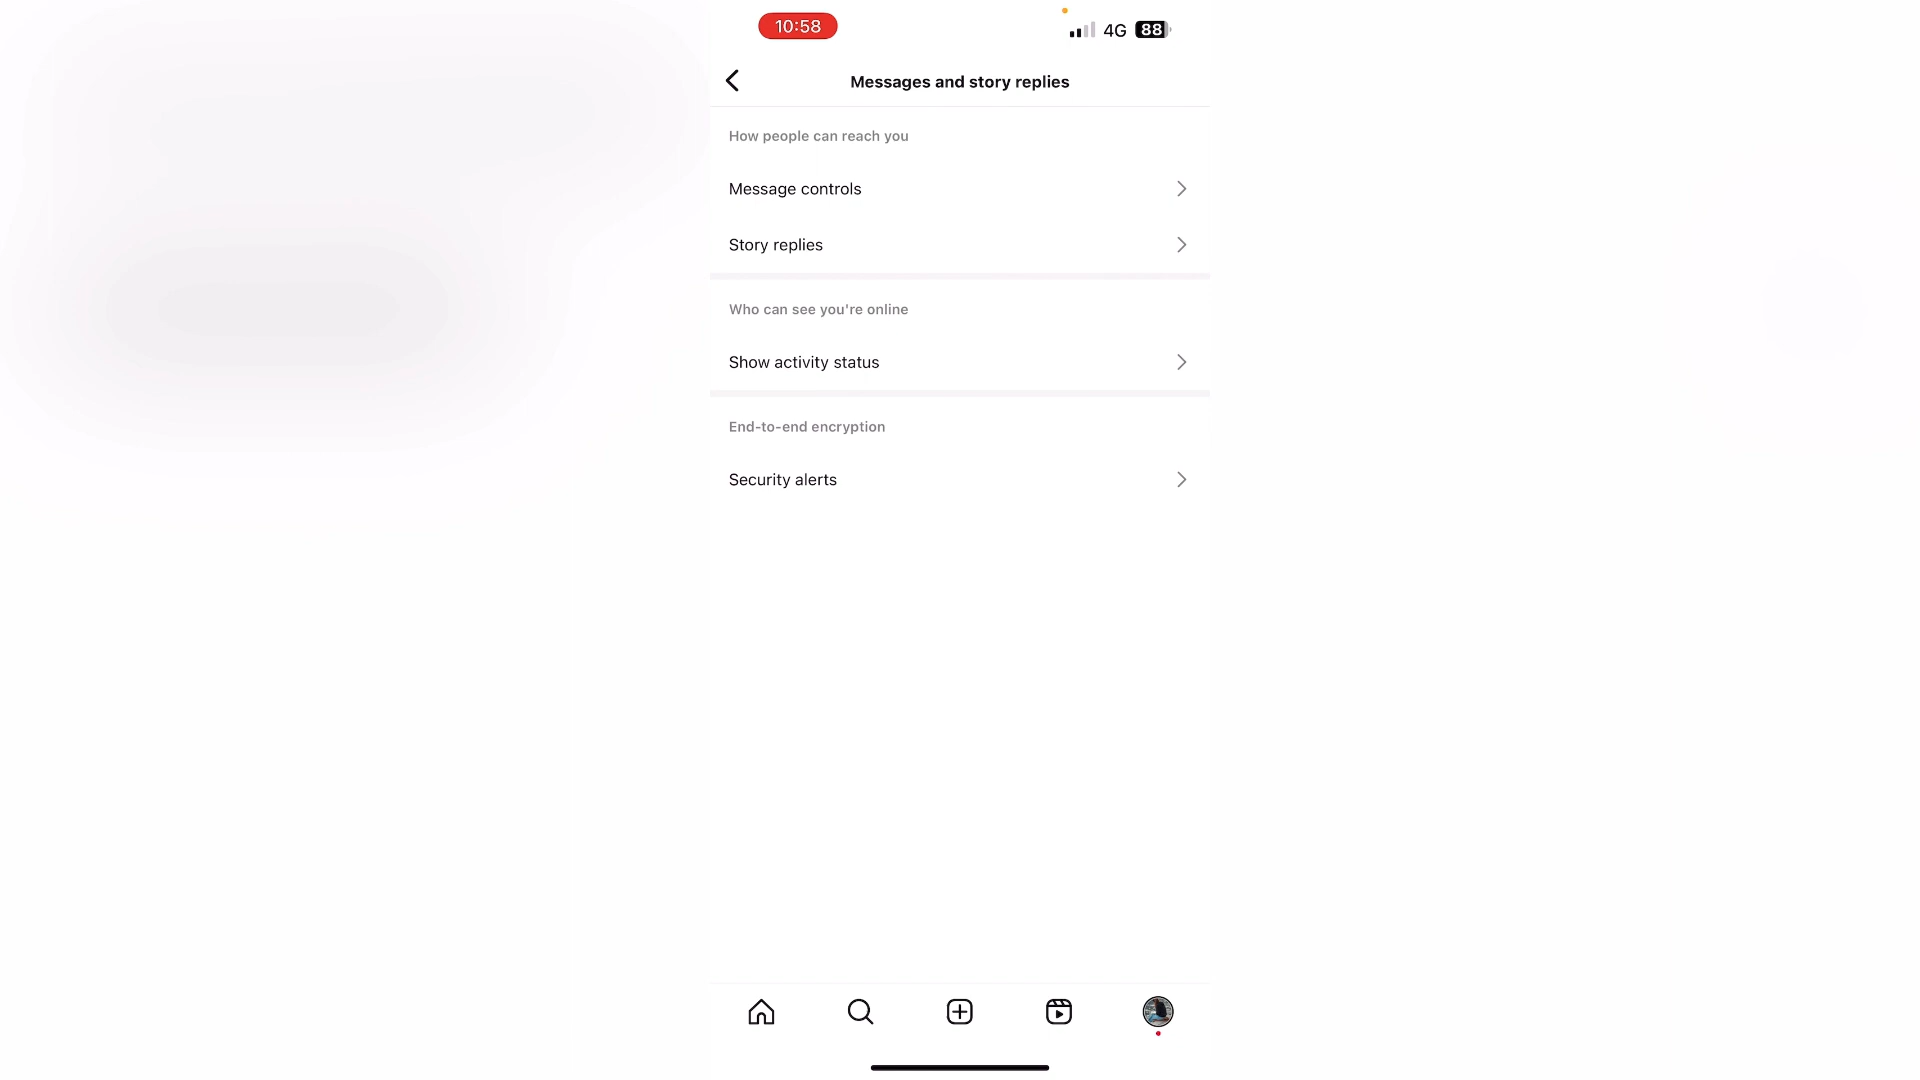 10:58
4G 88
Messages and story replies
How people can reach you
Message controls
Story replies
Who can see you're online
Show activity status
End-to-end encryption
Security alerts